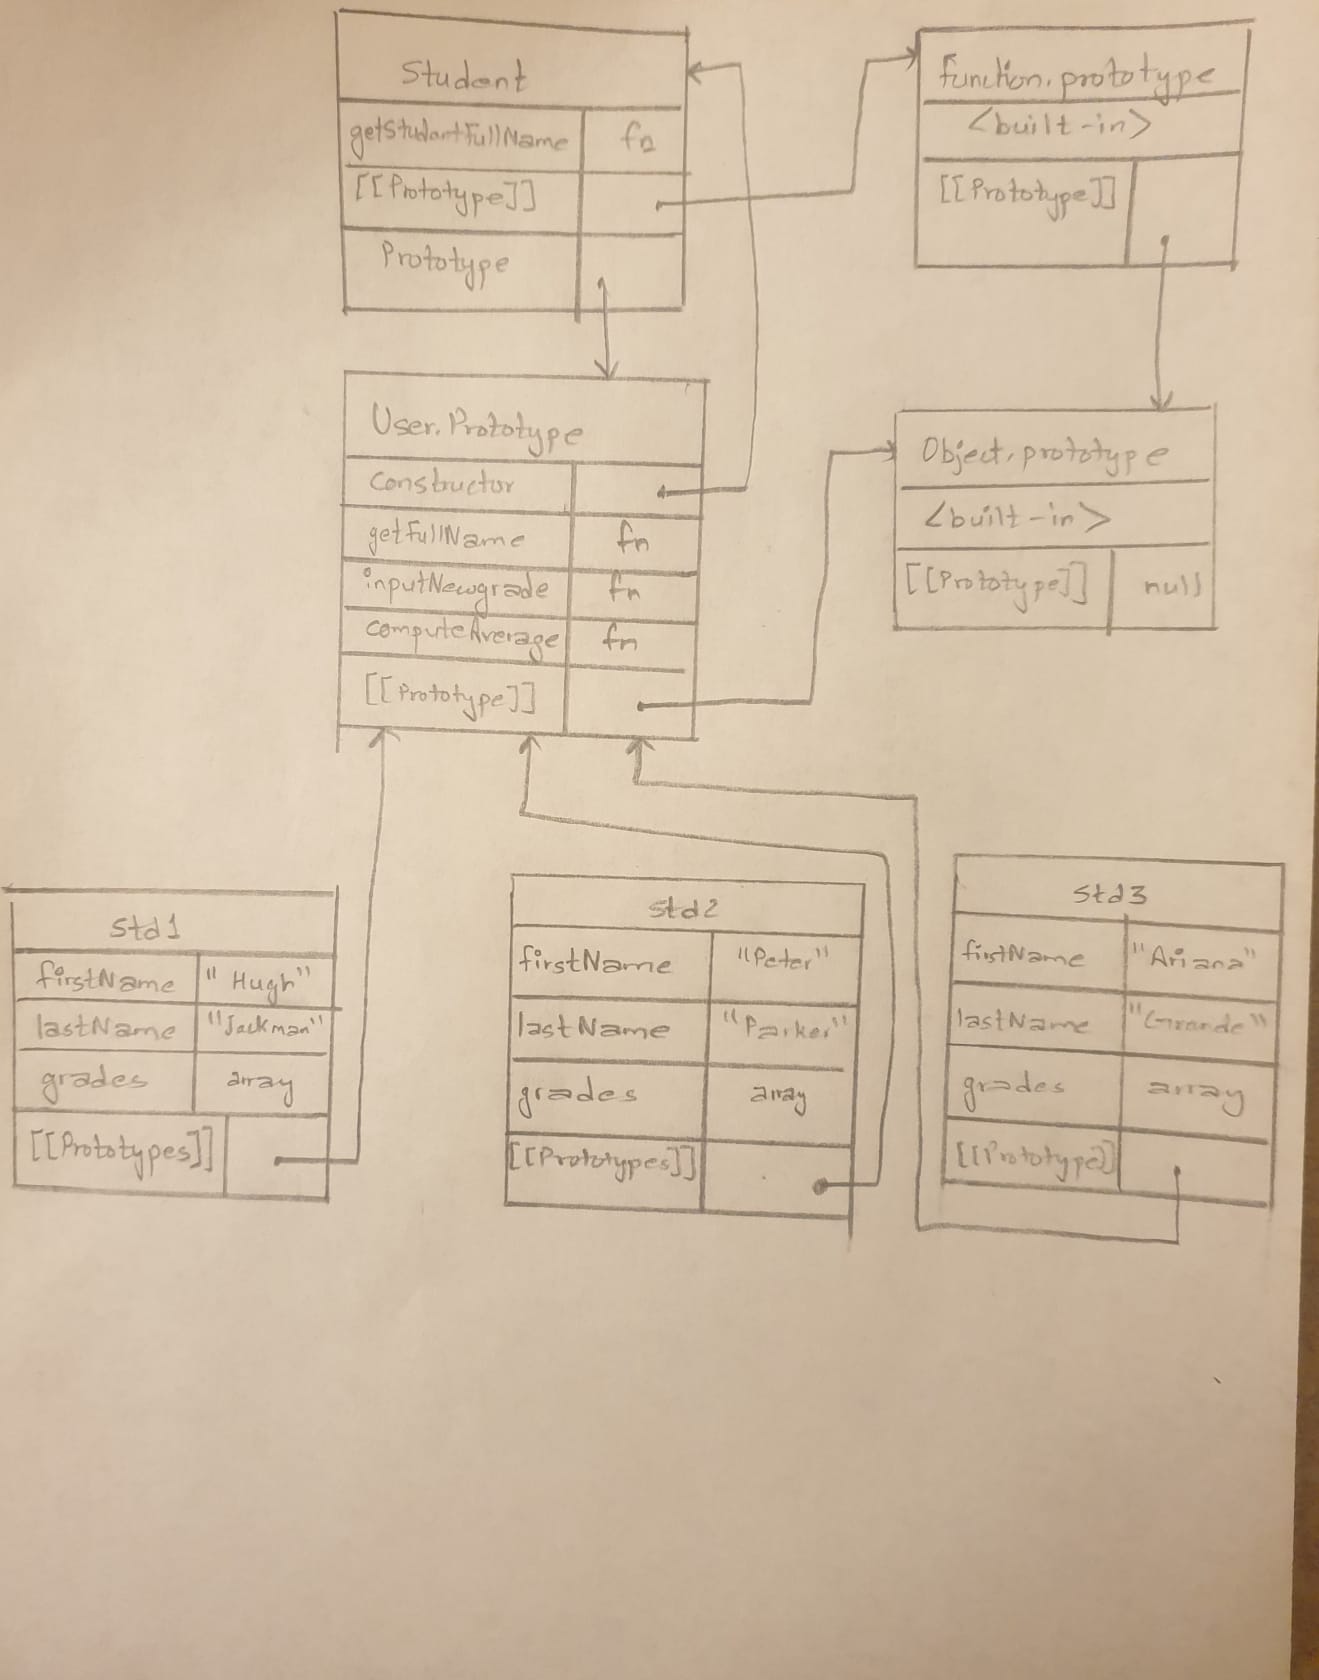 Student
getStudentFullName fn
[[Prototype]]
Prototype
function.prototype
<built-in>
[[Prototype]]
User.Prototype
Constructor
getFullName fn
inputNewgrade fn
computeAverage fn
[[Prototype]]
Object.prototype
<built-in>
[[Prototype]] null
std1
firstName "Hugh"
lastName "Jackman"
grades array
[[Prototypes]]
std2
firstName "Peter"
lastName "Parker"
grades array
[[Prototypes]]
std3
firstName "Ariana"
lastName "Grande"
grades array
[[Prototype]]